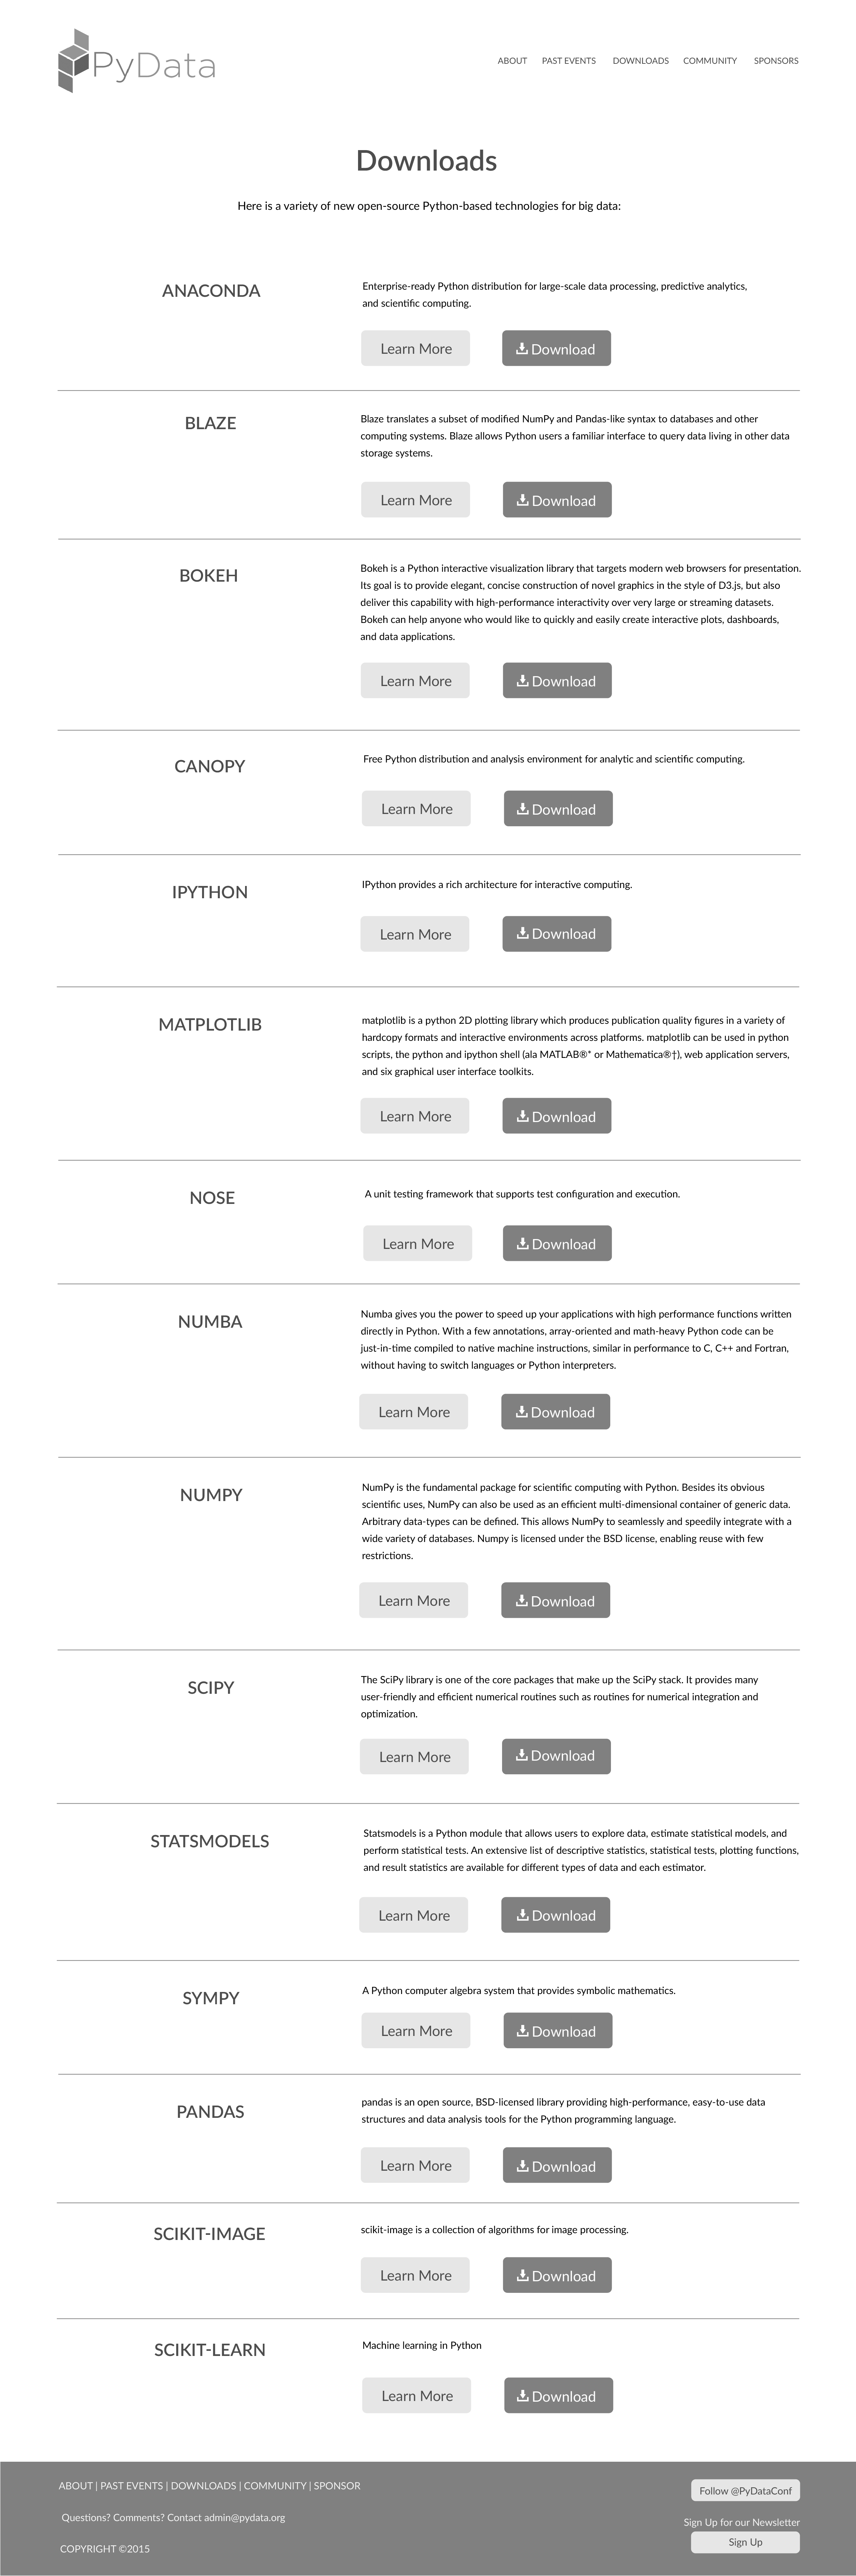 PyData
ABOUT PAST EVENTS DOWNLOADS COMMUNITY SPONSORS
Downloads
Here is a variety of new open-source Python-based technologies for big data:
ANACONDA
Enterprise-ready Python distribution for large-scale data processing, predictive analytics,
and scientific computing.
Learn More Download
BLAZE
Blaze translates a subset of modified NumPy and Pandas-like syntax to databases and other
computing systems. Blaze allows Python users a familiar interface to query data living in other data
storage systems.
Learn More Download
BOKEH
Bokeh is a Python interactive visualization library that targets modern web browsers for presentation.
Its goal is to provide elegant, concise construction of novel graphics in the style of D3.js, but also
deliver this capability with high-performance interactivity over very large or streaming datasets.
Bokeh can help anyone who would like to quickly and easily create interactive plots, dashboards,
and data applications.
Learn More Download
CANOPY
Free Python distribution and analysis environment for analytic and scientific computing.
Learn More Download
IPYTHON
IPython provides a rich architecture for interactive computing.
Learn More Download
MATPLOTLIB
matplotlib is a python 2D plotting library which produces publication quality figures in a variety of
hardcopy formats and interactive environments across platforms. matplotlib can be used in python
scripts, the python and ipython shell (ala MATLAB®* or Mathematica®†), web application servers,
and six graphical user interface toolkits.
Learn More Download
NOSE
A unit testing framework that supports test configuration and execution.
Learn More Download
NUMBA
Numba gives you the power to speed up your applications with high performance functions written
directly in Python. With a few annotations, array-oriented and math-heavy Python code can be
just-in-time compiled to native machine instructions, similar in performance to C, C++ and Fortran,
without having to switch languages or Python interpreters.
Learn More Download
NUMPY
NumPy is the fundamental package for scientific computing with Python. Besides its obvious
scientific uses, NumPy can also be used as an efficient multi-dimensional container of generic data.
Arbitrary data-types can be defined. This allows NumPy to seamlessly and speedily integrate with a
wide variety of databases. Numpy is licensed under the BSD license, enabling reuse with few
restrictions.
Learn More Download
SCIPY
The SciPy library is one of the core packages that make up the SciPy stack. It provides many
user-friendly and efficient numerical routines such as routines for numerical integration and
optimization.
Learn More Download
STATSMODELS
Statsmodels is a Python module that allows users to explore data, estimate statistical models, and
perform statistical tests. An extensive list of descriptive statistics, statistical tests, plotting functions,
and result statistics are available for different types of data and each estimator.
Learn More Download
SYMPY
A Python computer algebra system that provides symbolic mathematics.
Learn More Download
PANDAS
pandas is an open source, BSD-licensed library providing high-performance, easy-to-use data
structures and data analysis tools for the Python programming language.
Learn More Download
SCIKIT-IMAGE
scikit-image is a collection of algorithms for image processing.
Learn More Download
SCIKIT-LEARN
Machine learning in Python
Learn More Download
ABOUT | PAST EVENTS | DOWNLOADS | COMMUNITY | SPONSOR
Follow @PyDataConf
Questions? Comments? Contact admin@pydata.org
Sign Up for our Newsletter
Sign Up
COPYRIGHT ©2015